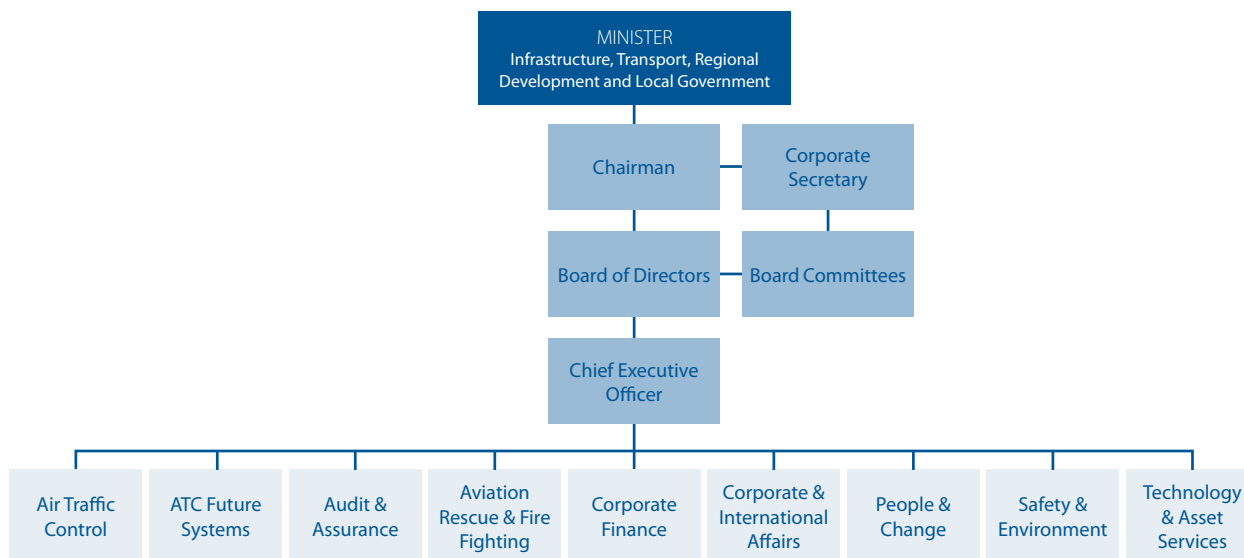 MINISTER
Infrastructure, Transport, Regional
Development and Local Government
Chairman
Corporate
Secretary
Board of Directors
Board Committees
Chief Executive
Officer
Air Traffic
Control
ATC Future
Systems
Audit &
Assurance
Aviation
Rescue & Fire
Fighting
Corporate
Finance
Corporate &
International
Affairs
People &
Change
Safety &
Environment
Technology
& Asset
Services